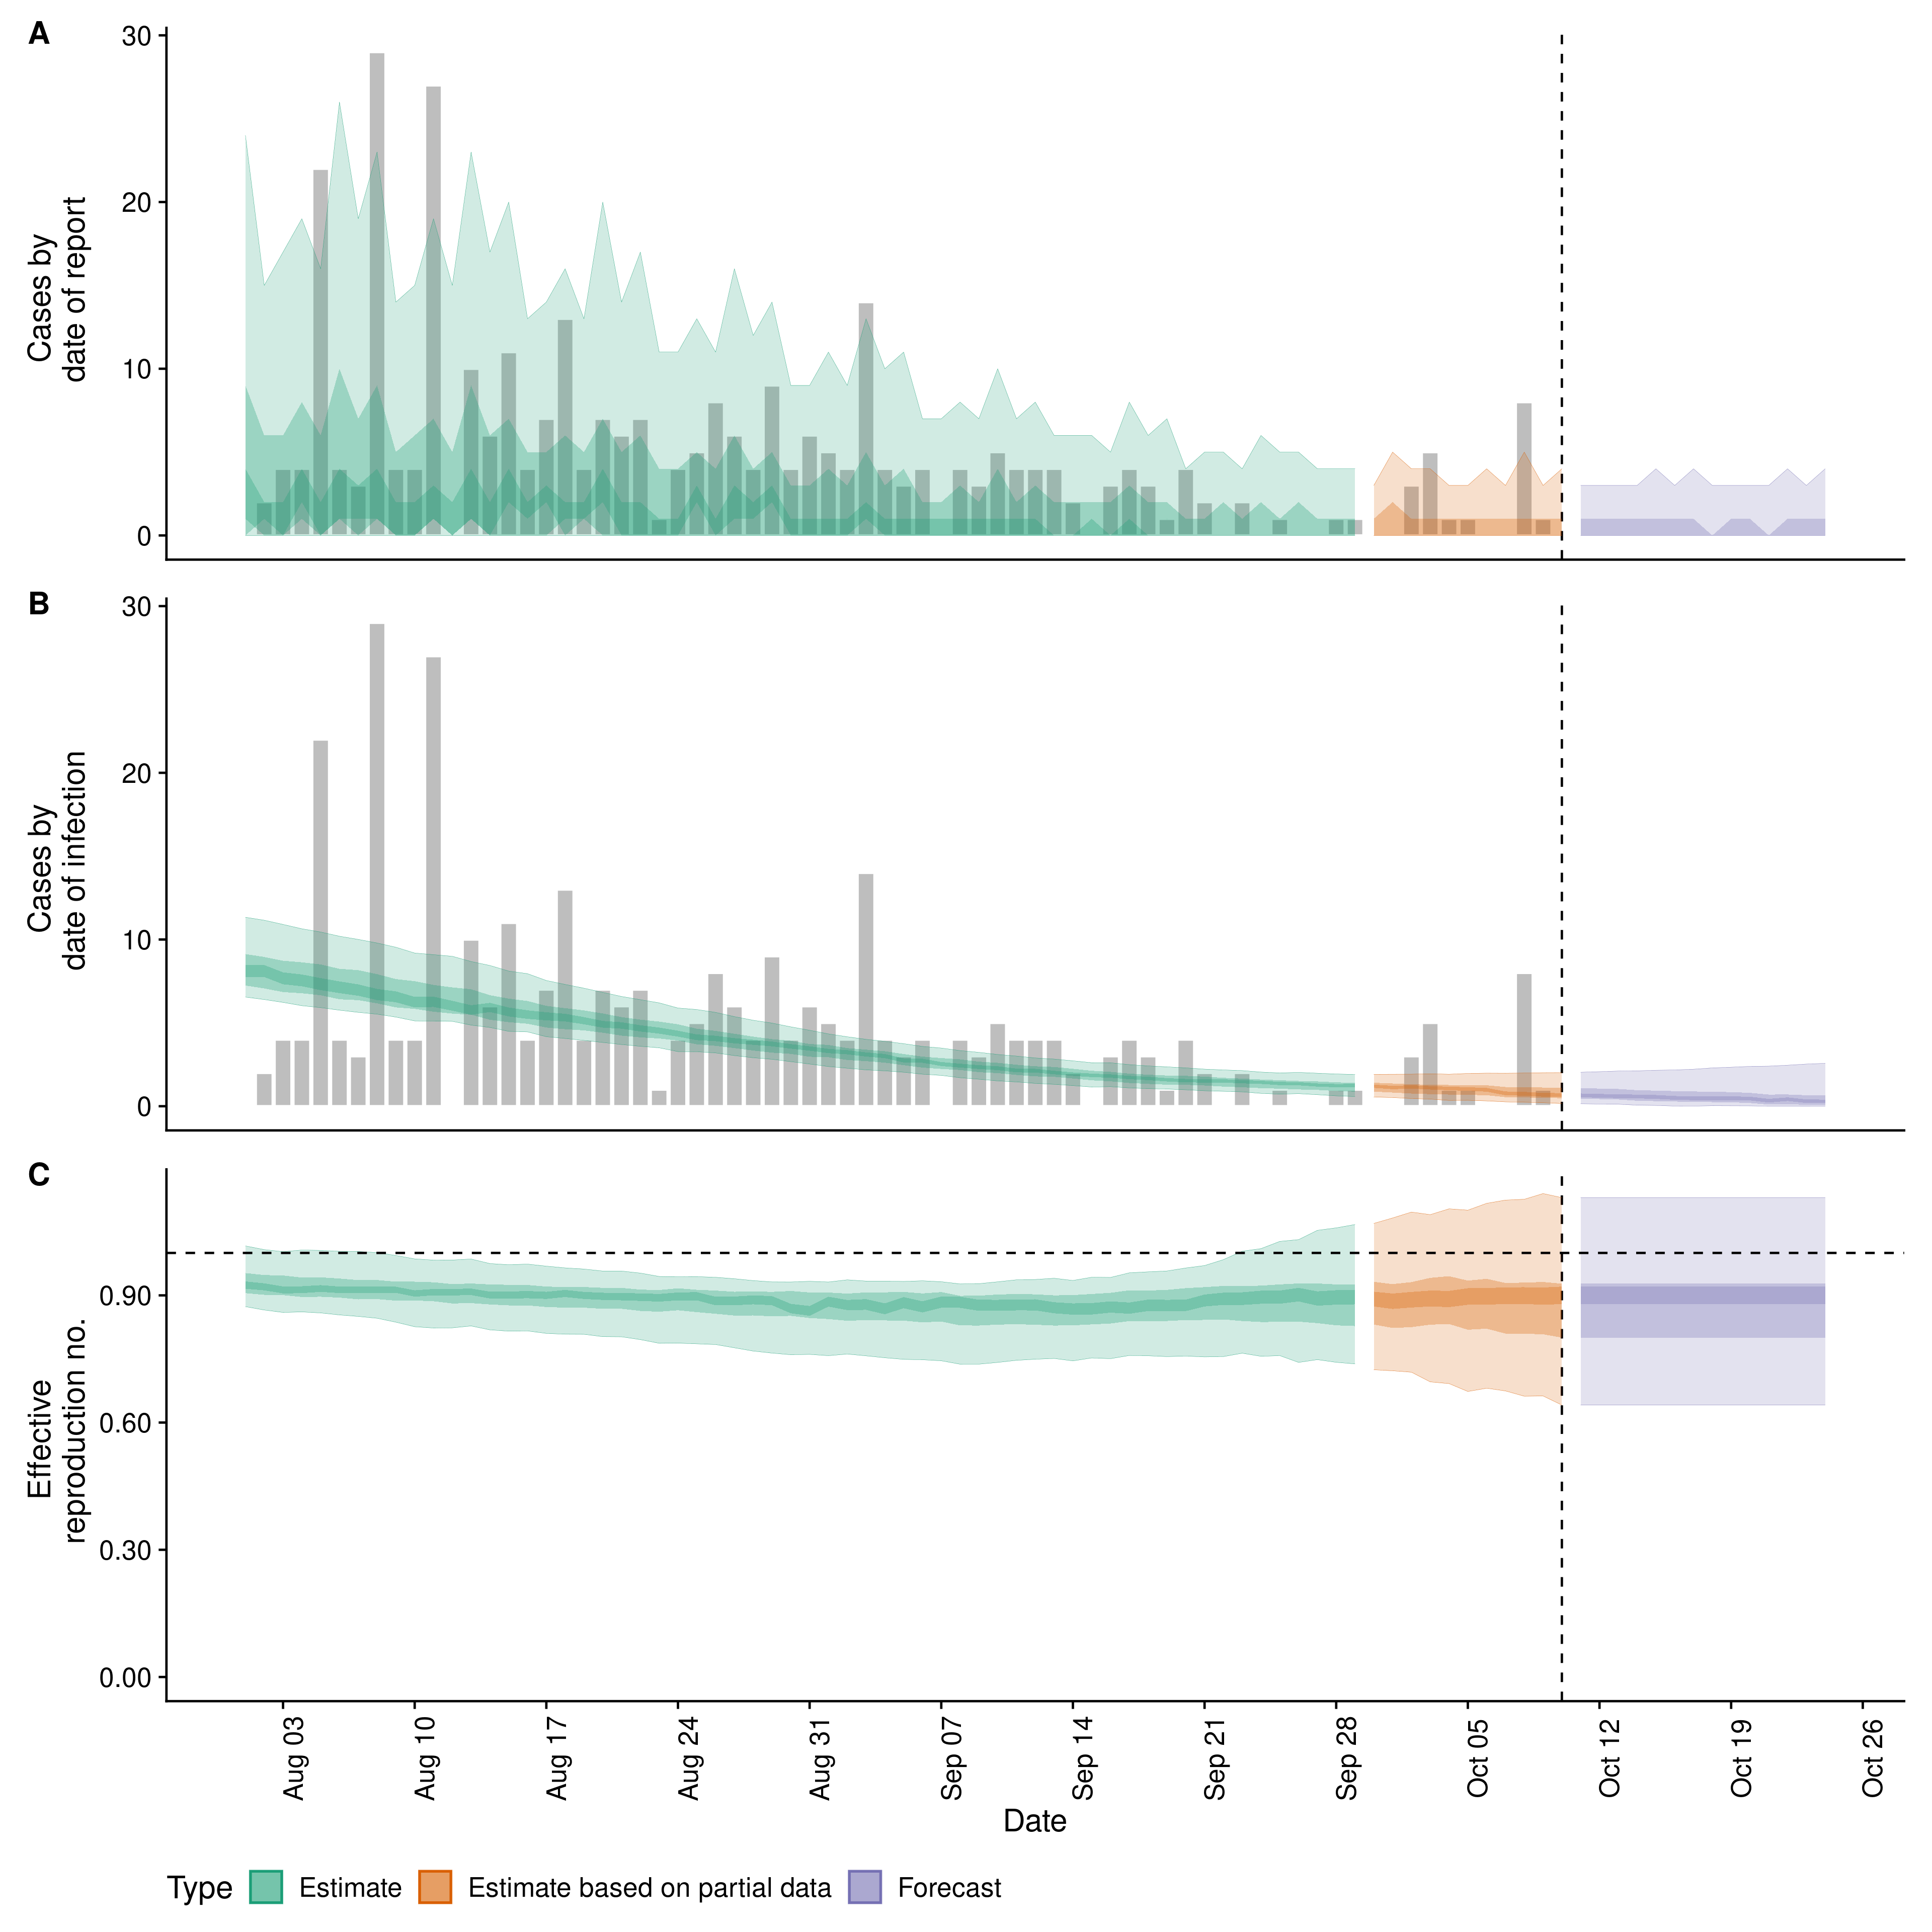 A
30
20
10
0
Cases by
date of report
B
30
20
10
0
Cases by
date of infection
C
0.90
0.60
0.30
0.00
Effective
reproduction no.
Aug 03
Aug 10
Aug 17
Aug 24
Aug 31
Sep 07
Sep 14
Sep 21
Sep 28
Oct 05
Oct 12
Oct 19
Oct 26
Date
Type Estimate Estimate based on partial data Forecast